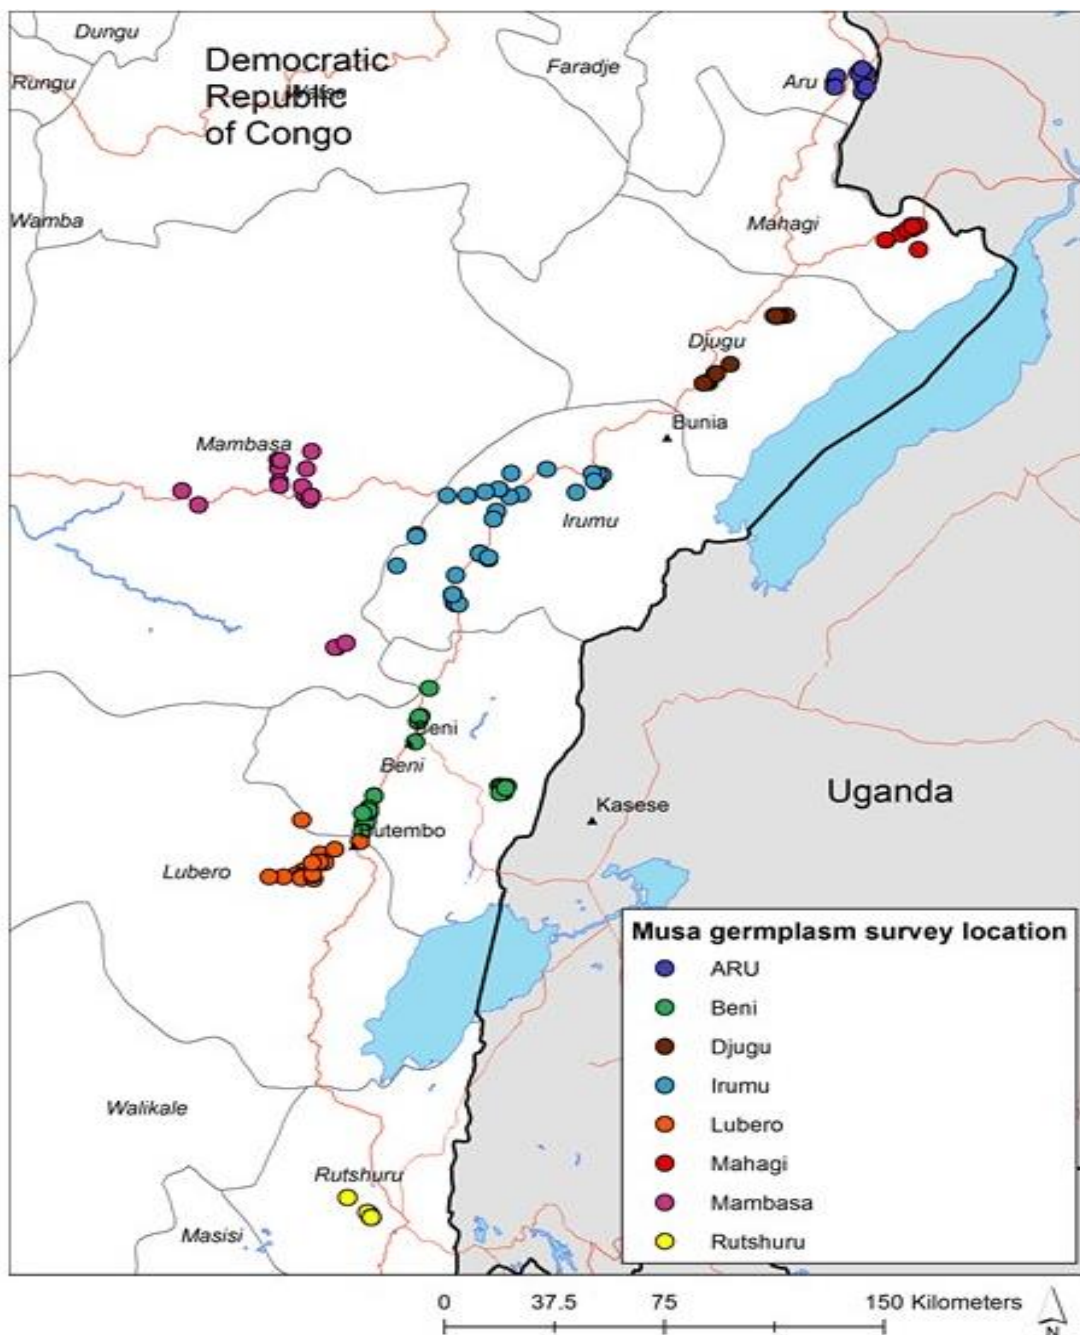 Dungu
Democratic
Republic
of Congo
Faradje
Rungu
Watsa
Aru
Wamba
Mahagi
Djugu
Bunia
Mambasa
Irumu
Beni
Beni
Uganda
Kasese
Butembo
Lubero
Musa germplasm survey location
ARU
Beni
Djugu
Irumu
Lubero
Mahagi
Mambasa
Rutshuru
Walikale
Rutshuru
Masisi
0 37.5 75 150 Kilometers
N